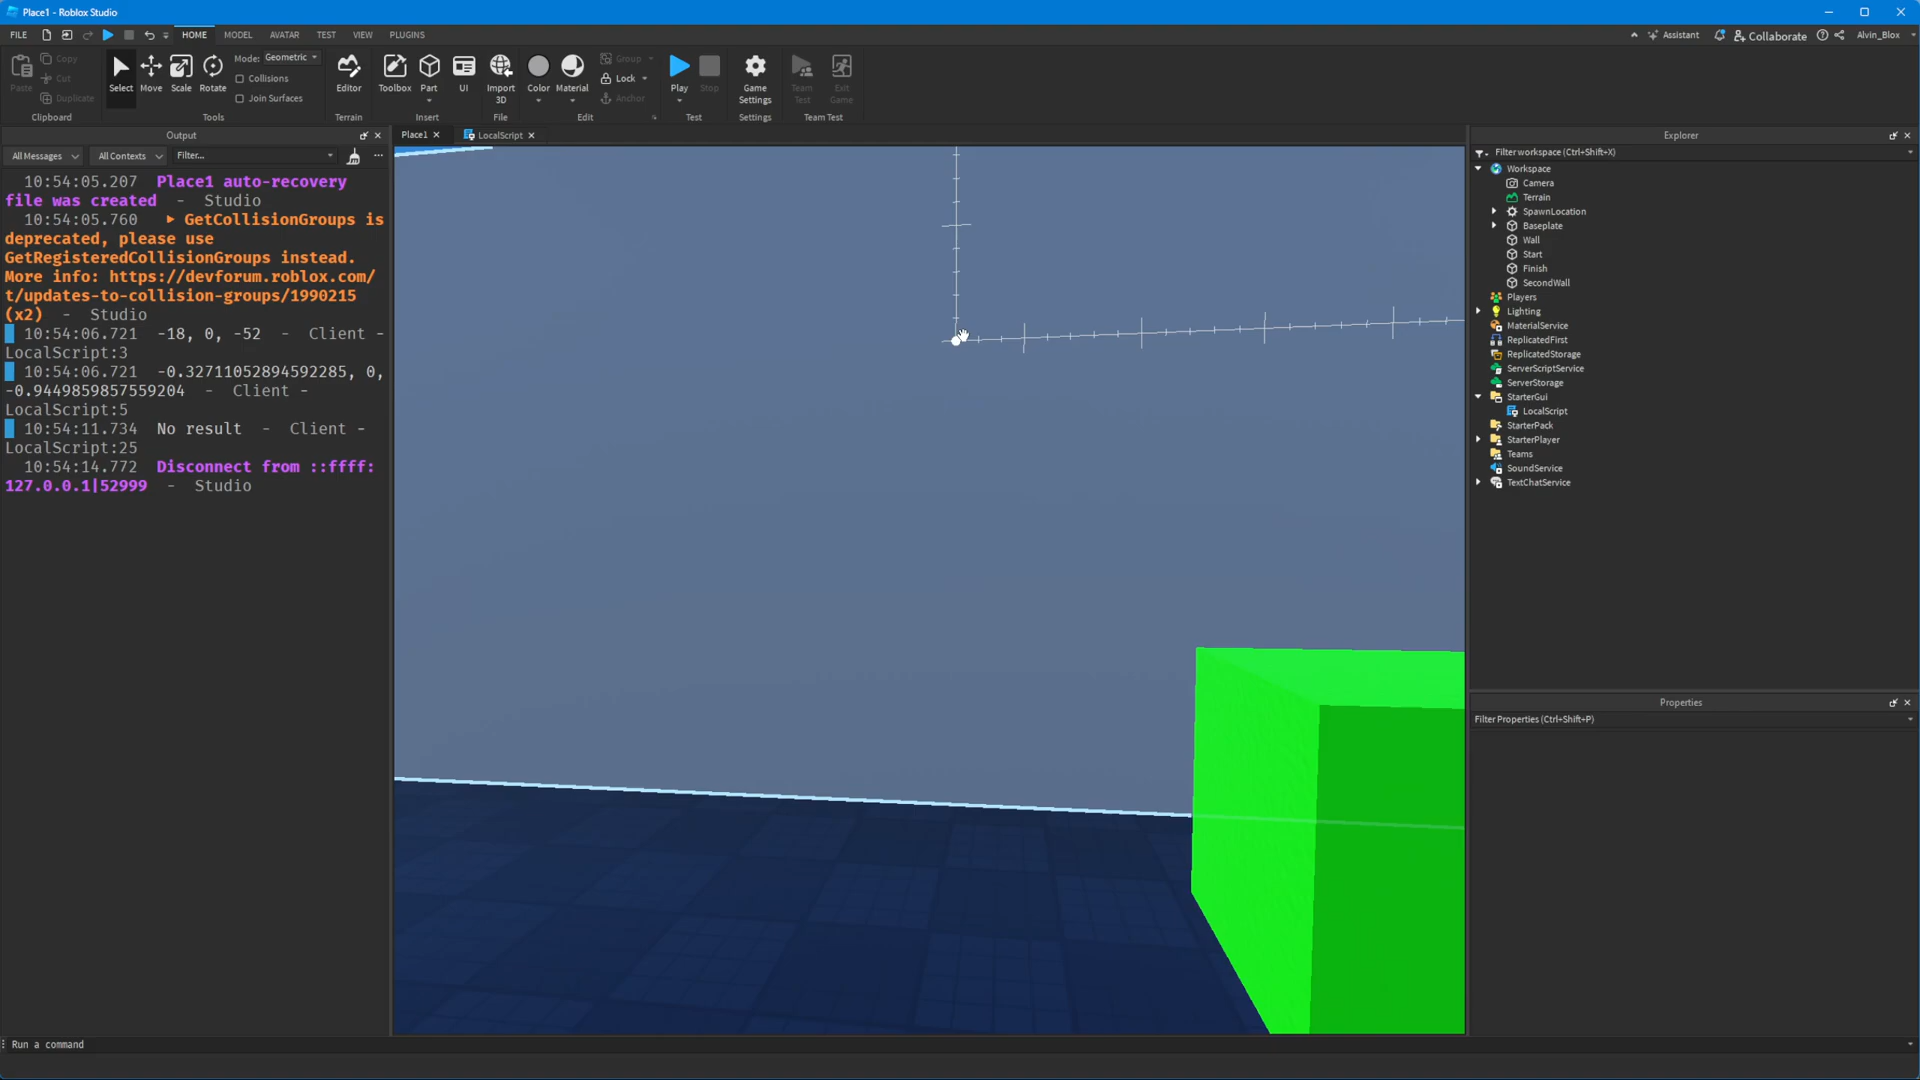 Place1 - Roblox Studio
FILE
HOME
MODEL
AVATAR
TEST
VIEW
PLUGINS
Assistant
Collaborate
Alvin_Blox
Paste
Copy
Cut
Duplicate
Clipboard
Select
Move
Scale
Rotate
Mode: Geometric
Collisions
Join Surfaces
Tools
Editor
Terrain
Toolbox
Part
UI
Insert
Import
3D
File
Color
Material
Group
Lock
Anchor
Edit
Play
Stop
Test
Game
Settings
Settings
Team
Test
Exit
Game
Team Test
Output
Place1
LocalScript
Explorer
All Messages
All Contexts
Filter...
Filter workspace (Ctrl+Shift+X)
10:54:05.207 Place1 auto-recovery
file was created - Studio
10:54:05.760 GetCollisionGroups is
deprecated, please use
GetRegisteredCollisionGroups instead.
More info: https://devforum.roblox.com/
t/updates-to-collision-groups/1990215
(x2) - Studio
10:54:06.721 -18, 0, -52 - Client -
LocalScript:3
10:54:06.721 -0.32711052894592285, 0,
-0.9449859857559204 - Client -
LocalScript:5
10:54:11.734 No result - Client -
LocalScript:25
10:54:14.772 Disconnect from ::ffff:
127.0.0.1|52999 - Studio
Workspace
Camera
Terrain
SpawnLocation
Baseplate
Wall
Start
Finish
SecondWall
Players
Lighting
MaterialService
ReplicatedFirst
ReplicatedStorage
ServerScriptService
ServerStorage
StarterGui
LocalScript
StarterPack
StarterPlayer
Teams
SoundService
TextChatService
Properties
Filter Properties (Ctrl+Shift+P)
Run a command